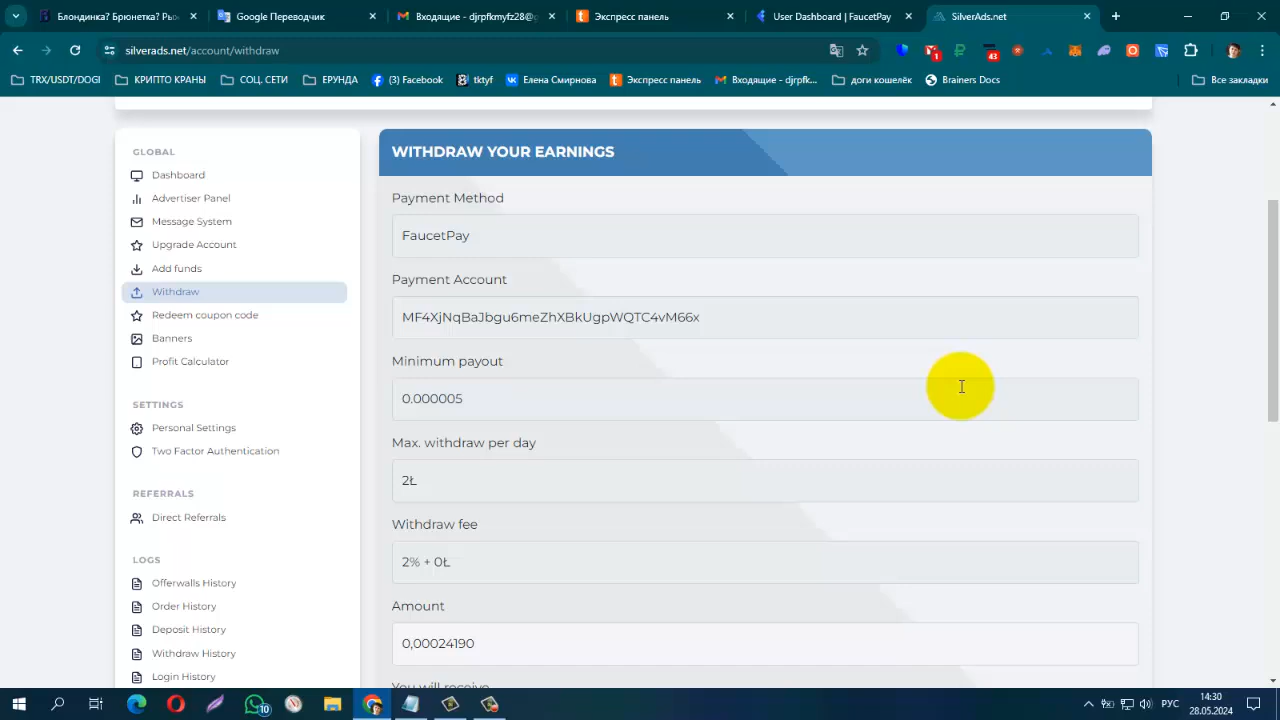 Блондинка? Брюнетка? Рык
Google Переводчик
Входящие - djrpfkmyfz28@g
Экспресс панель
User Dashboard | FaucetPay
SilverAds.net
silverads.net/account/withdraw
1
43
TRX/USDT/DOGI
КРИПТО КРАНЫ
СОЦ. СЕТИ
ЕРУНДА
(3) Facebook
tktyf
Елена Смирнова
Экспресс панель
Входящие - djrpfk...
доги кошелёк
Brainers Docs
Все закладки
GLOBAL
Dashboard
Advertiser Panel
Message System
Upgrade Account
Add funds
Withdraw
Redeem coupon code
Banners
Profit Calculator
SETTINGS
Personal Settings
Two Factor Authentication
REFERRALS
Direct Referrals
LOGS
Offerwalls History
Order History
Deposit History
Withdraw History
Login History
WITHDRAW YOUR EARNINGS
Payment Method
FaucetPay
Payment Account
MF4XjNqBaJbgu6meZhXBkUgpWQTC4vM66x
Minimum payout
0.000005
Max. withdraw per day
2Ł
Withdraw fee
2% + 0Ł
Amount
0,00024190
You will receive
10
РУС
14:30
28.05.2024